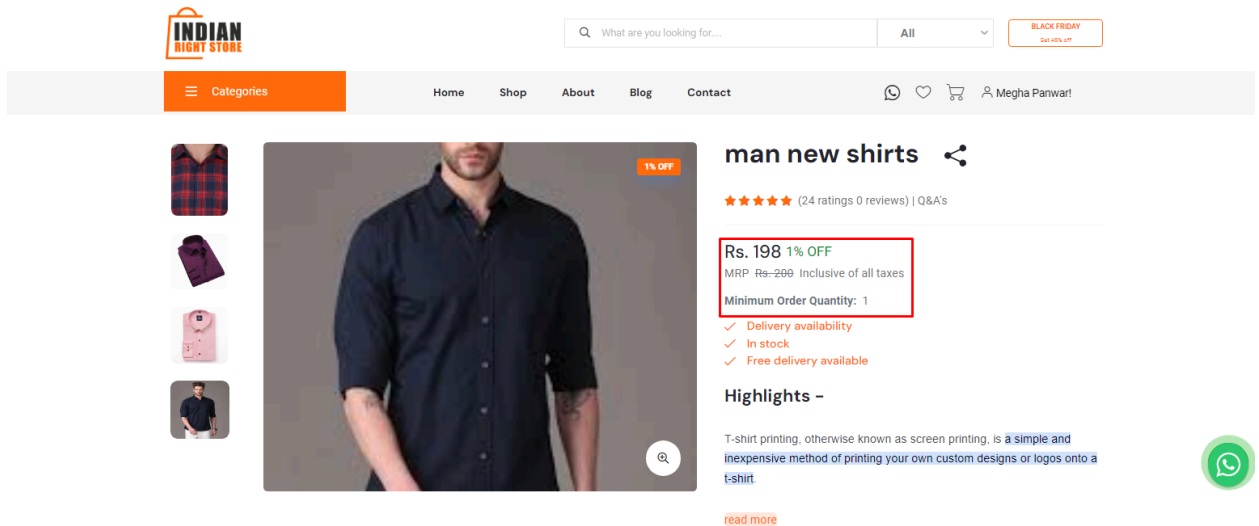 INDIAN
RIGHT STORE
What are you looking for....
All
BLACK FRIDAY
Get 45% off
Categories
Home
Shop
About
Blog
Contact
Megha Panwar!
1% OFF
man new shirts
(24 ratings 0 reviews) | Q&A's
Rs. 198 1% OFF
MRP Rs. 200 Inclusive of all taxes
Minimum Order Quantity: 1
Delivery availability
In stock
Free delivery available
Highlights -
T-shirt printing, otherwise known as screen printing, is a simple and
inexpensive method of printing your own custom designs or logos onto a
t-shirt.
read more